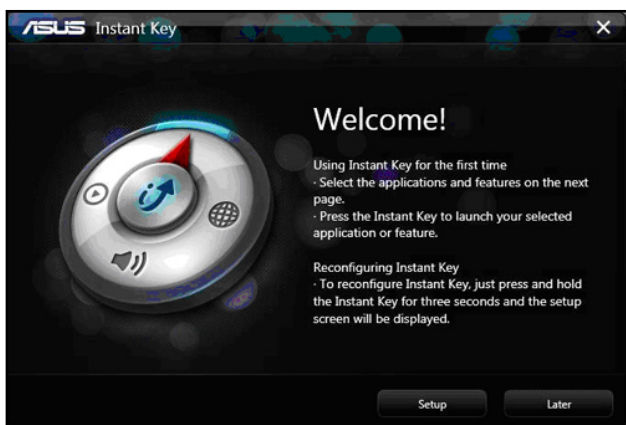 ASUS Instant Key
Welcome!
Using Instant Key for the first time
· Select the applications and features on the next
page.
· Press the Instant Key to launch your selected
application or feature.
Reconfiguring Instant Key
· To reconfigure Instant Key, just press and hold
the Instant Key for three seconds and the setup
screen will be displayed.
Setup Later